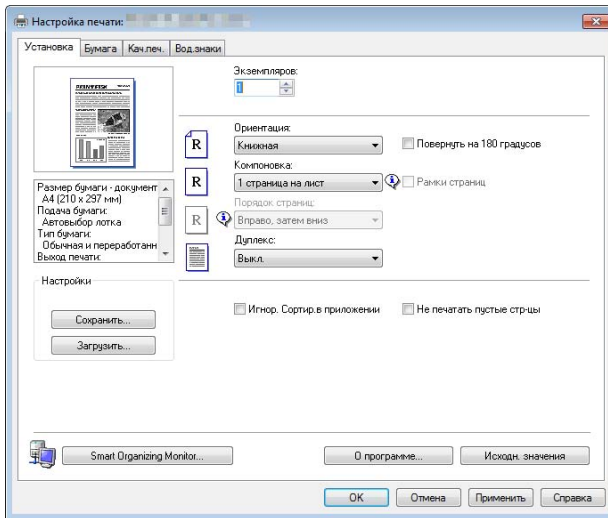 Настройка печати:
Установка
Бумага
Кач.печ.
Вод.знаки
Экземпляров:
1
Ориентация:
Книжная
Повернуть на 180 градусов
Компоновка:
1 страница на лист
Рамки страниц
Порядок страниц:
Вправо, затем вниз
Дуплекс:
Выкл.
Размер бумаги - документ
A4 (210 x 297 мм)
Подача бумаги:
Автовыбор лотка
Тип бумаги:
Обычная и переработанн
Выход печати:
Настройки
Сохранить...
Загрузить...
Игнор. Сортир.в приложении
Не печатать пустые стр-цы
Smart Organizing Monitor...
О программе...
Исходн. значения
OK
Отмена
Применить
Справка